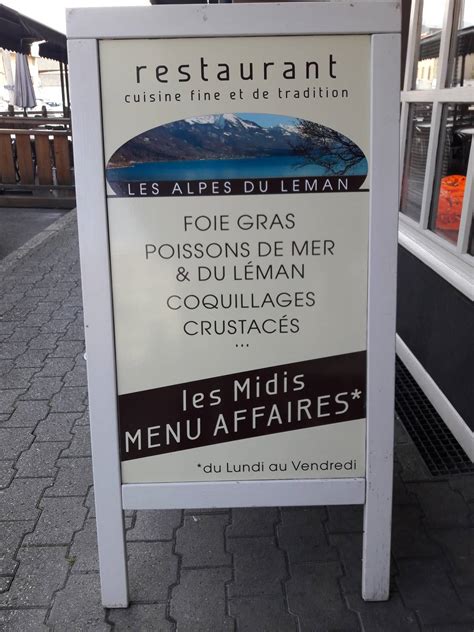 restaurant
cuisine fine et de tradition
LES ALPES DU LEMAN
FOIE GRAS
POISSONS DE MER
& DU LÉMAN
COQUILLAGES
CRUSTACÉS
...
les Midis
MENU AFFAIRES*
*du Lundi au Vendredi